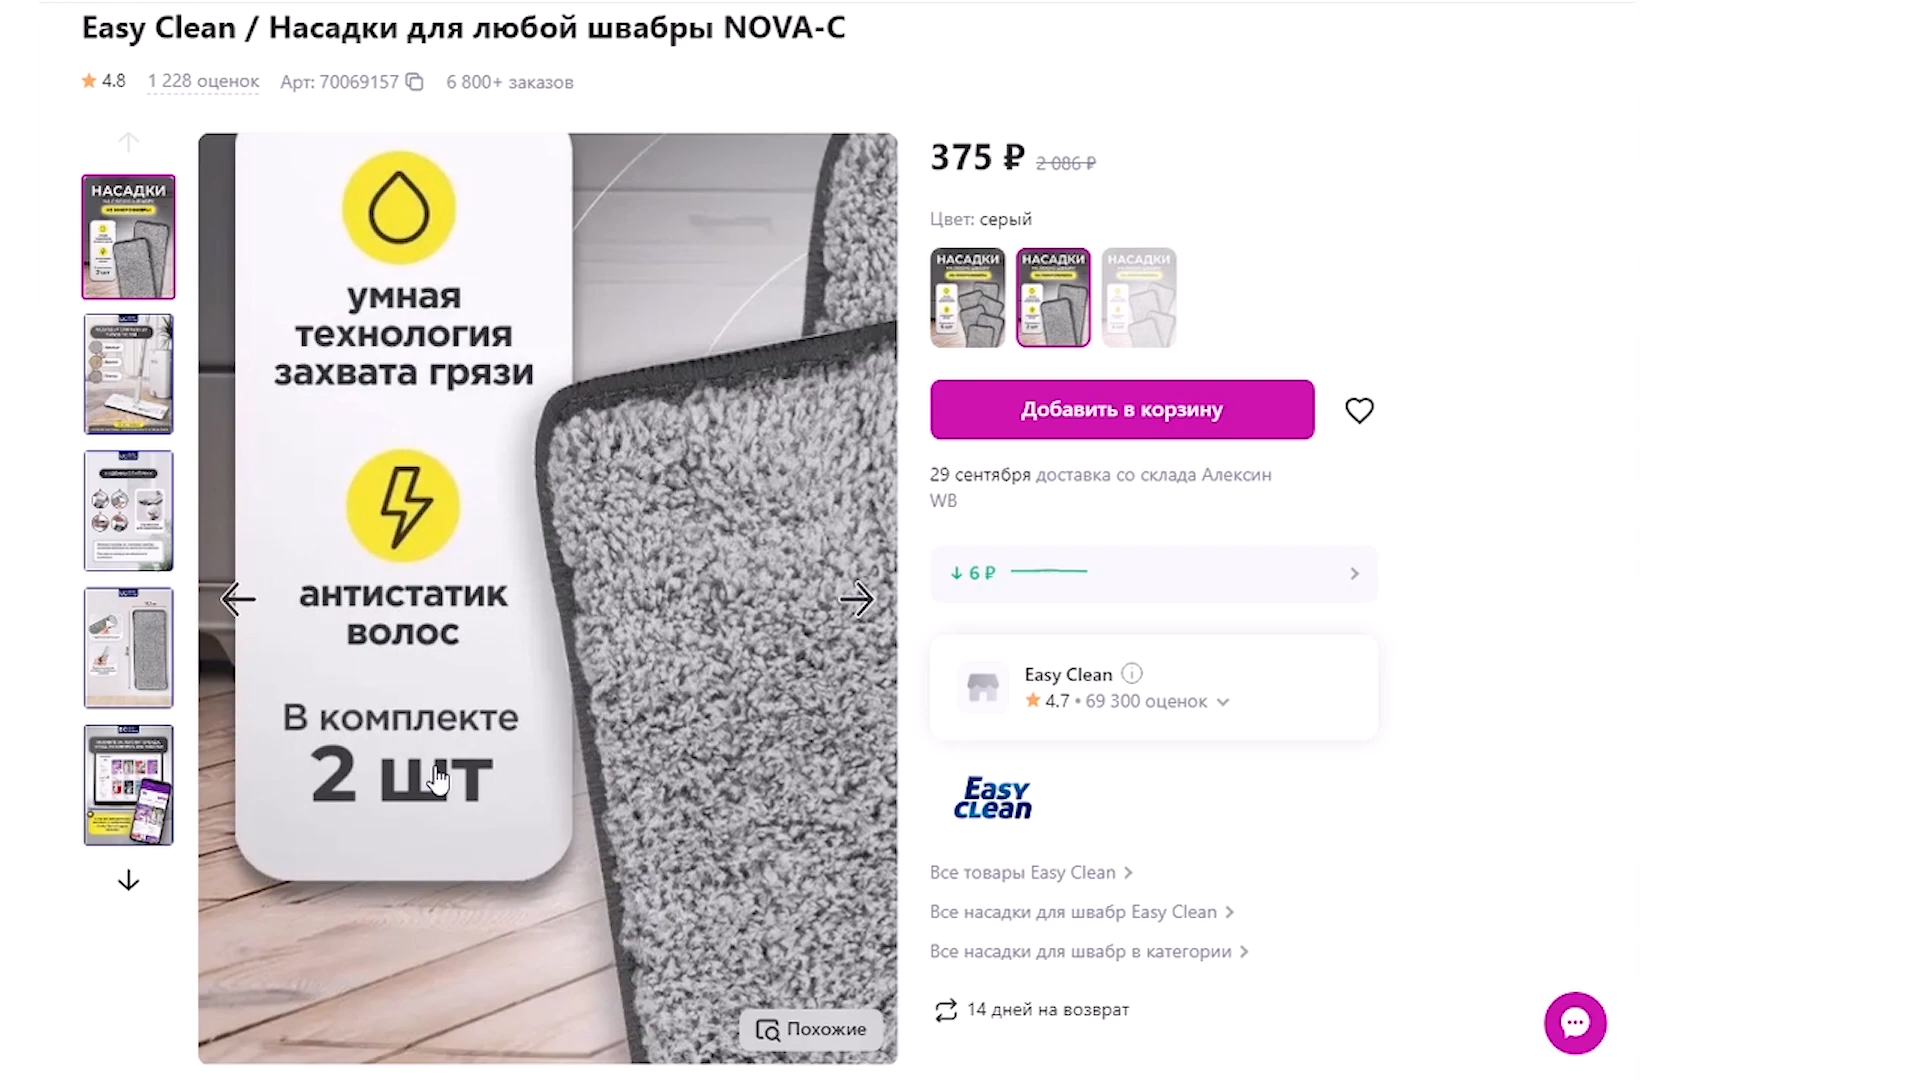 Easy Clean / Насадки для любой швабры NOVA-C
4.8 1 228 оценок Арт: 70069157 6 800+ заказов
НАСАДКИ
умная
технология
захвата грязи
антистатик
волос
В комплекте
2 шт
Похожие
375 ₽ 2 086 ₽
Цвет: серый
НАСАДКИ
НАСАДКИ
НАСАДКИ
Добавить в корзину
29 сентября доставка со склада Алексин
WB
6 ₽
Easy Clean
4.7 • 69 300 оценок
Easy
Clean
Все товары Easy Clean
Все насадки для швабр Easy Clean
Все насадки для швабр в категории
14 дней на возврат